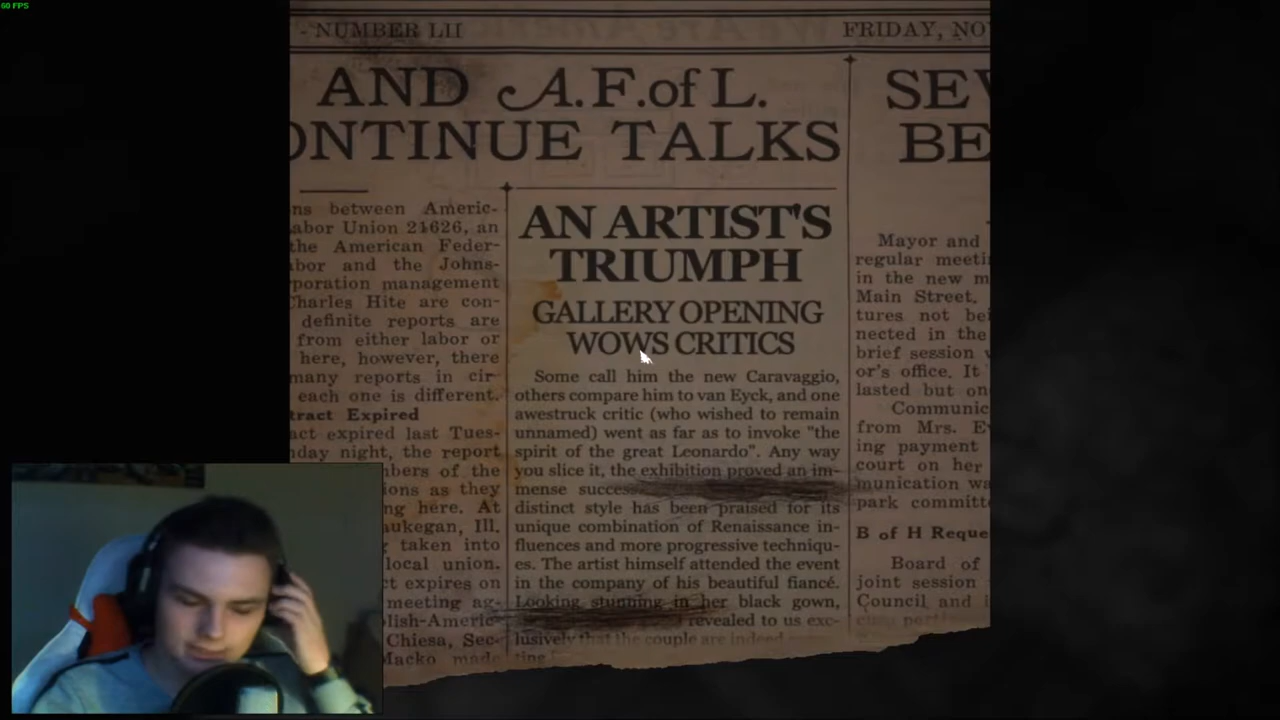 60 FPS
- NUMBER LII
FRIDAY, NO
AND A.F. of L.
ONTINUE TALKS
ns between Americ-
abor Union 21626, an
the American Feder-
bor and the Johns-
poration management
Charles Hite are con-
definite reports are
from either labor or
here, however, there
many reports in cir-
each one is different.
tract Expired
act expired last Tues-
day night, the report
bers of the
ions as they
ng here. At
aukegan, Ill.
taken into
local union.
ct expires on
meeting ag-
lish-Americ-
Chiesa, Sec-
Macko made
AN ARTIST'S
TRIUMPH
GALLERY OPENING
WOWS CRITICS
Some call him the new Caravaggio,
others compare him to van Eyck, and one
awestruck critic (who wished to remain
unnamed) went as far as to invoke "the
spirit of the great Leonardo". Any way
you slice it, the exhibition proved an im-
mense success
distinct style has been praised for its
unique combination of Renaissance in-
fluences and more progressive techniqu-
es. The artist himself attended the event
in the company of his beautiful fiancé.
Looking stunning in her black gown,
revealed to us exc-
lusively that the couple are indeed
ting
SEV
BE
Mayor and
regular meeti
in the new m
Main Street.
tures not bei
nected in the
brief session
or's office. It
lasted but on
Communic
from Mrs. Ev
ing payment
court on her
munication wa
park committ
B of H Reque
Board of
joint session
Council and